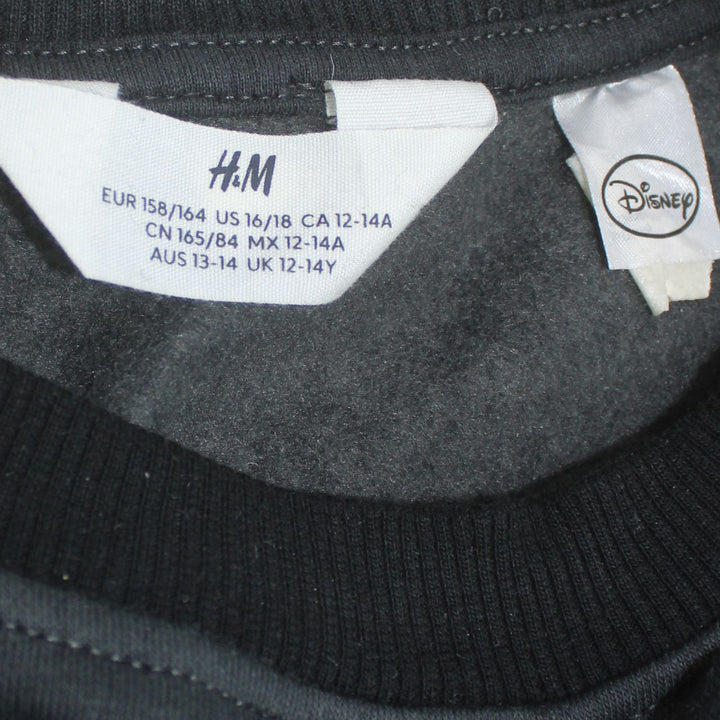 H&M
EUR 158/164 US 16/18 CA 12-14A
CN 165/84 MX 12-14A
AUS 13-14 UK 12-14Y
Disney